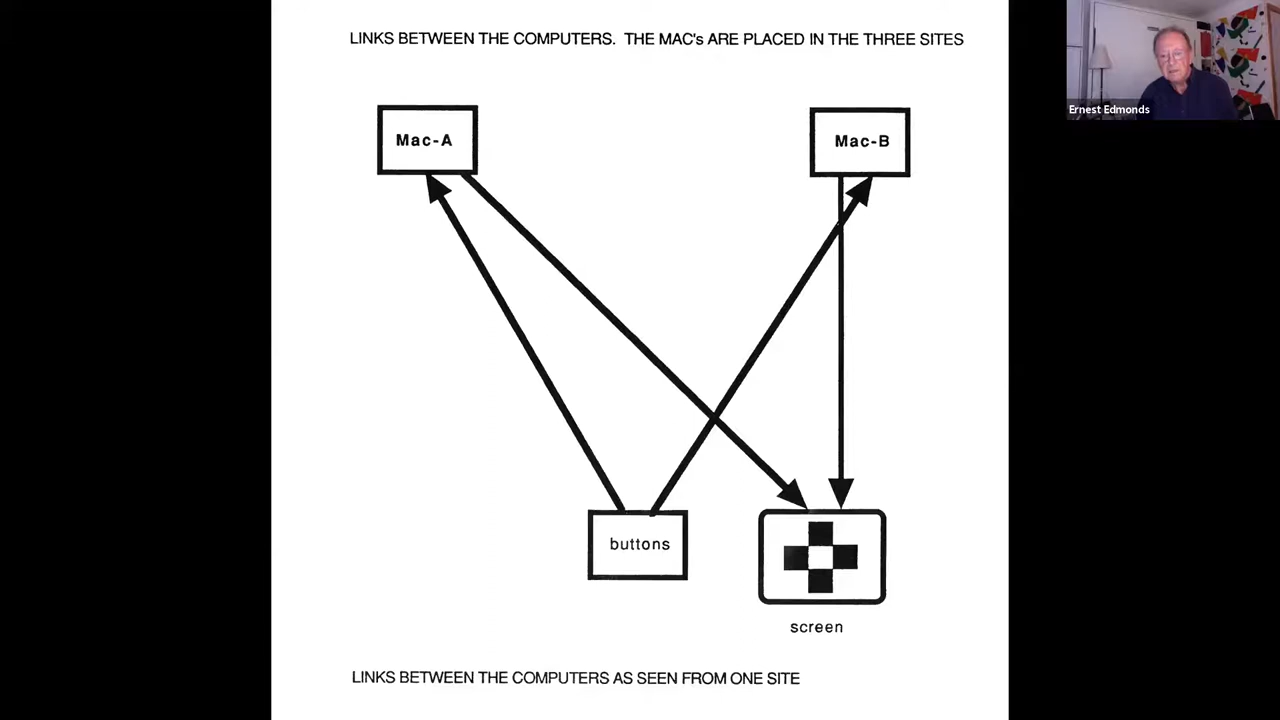 LINKS BETWEEN THE COMPUTERS. THE MAC's ARE PLACED IN THE THREE SITES
Ernest Edmonds
Mac-A
Mac-B
buttons
screen
LINKS BETWEEN THE COMPUTERS AS SEEN FROM ONE SITE